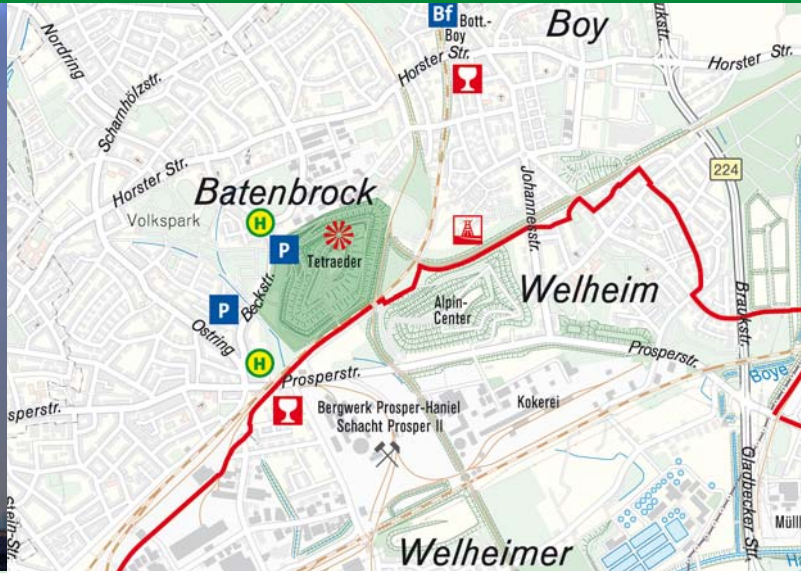 Bf
Bott.-
Boy
Boy
Nordring
Scharnhölzstr.
Horster Str.
Horster Str.
224
Horster Str.
Batenbrock
Volkspark
H
P
Tetraeder
Beckstr.
P
Ostring
H
Johannesstr.
Welheim
Alpin-
Center
Braukstr.
Prosperstr.
Prosperstr.
Boye
Bergwerk Prosper-Haniel
Schacht Prosper II
Kokerei
Gladbecker Str.
Welheimer